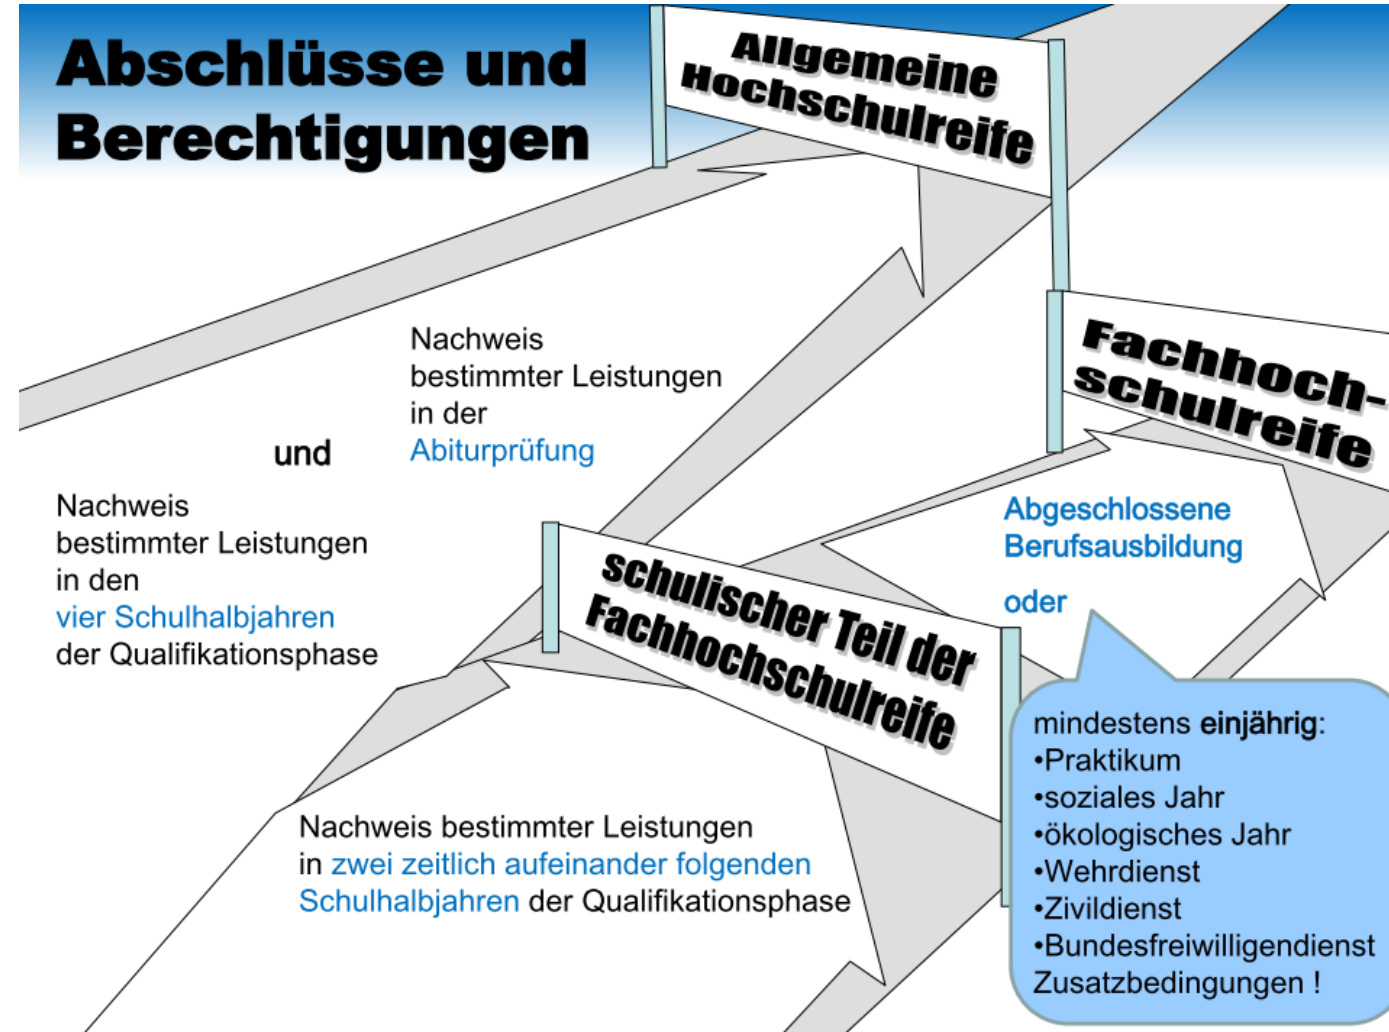 Abschlüsse und
Berechtigungen
Allgemeine
Hochschulreife
Nachweis
bestimmter Leistungen
in der
Abiturprüfung
und
Nachweis
bestimmter Leistungen
in den
vier Schulhalbjahren
der Qualifikationsphase
Fachhoch-
schulreife
Abgeschlossene
Berufsausbildung
oder
schulischer Teil der
Fachhochschulreife
mindestens einjährig:
•Praktikum
•soziales Jahr
•ökologisches Jahr
•Wehrdienst
•Zivildienst
•Bundesfreiwilligendienst
Zusatzbedingungen !
Nachweis bestimmter Leistungen
in zwei zeitlich aufeinander folgenden
Schulhalbjahren der Qualifikationsphase